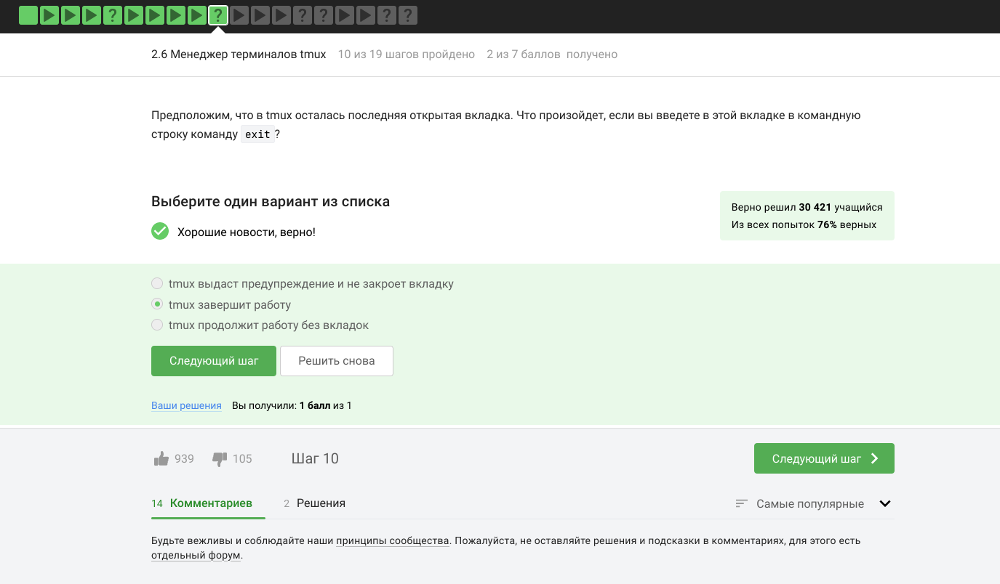 ? ? ? ? ? ?
2.6 Менеджер терминалов tmux 10 из 19 шагов пройдено 2 из 7 баллов получено
Предположим, что в tmux осталась последняя открытая вкладка. Что произойдет, если вы введете в этой вкладке в командную
строку команду exit?
Выберите один вариант из списка
Хорошие новости, верно!
Верно решил 30 421 учащийся
Из всех попыток 76% верных
tmux выдаст предупреждение и не закроет вкладку
tmux завершит работу
tmux продолжит работу без вкладок
Следующий шаг Решить снова
Ваши решения Вы получили: 1 балл из 1
939 105 Шаг 10 Следующий шаг
14 Комментариев 2 Решения Самые популярные
Будьте вежливы и соблюдайте наши принципы сообщества. Пожалуйста, не оставляйте решения и подсказки в комментариях, для этого есть
отдельный форум.